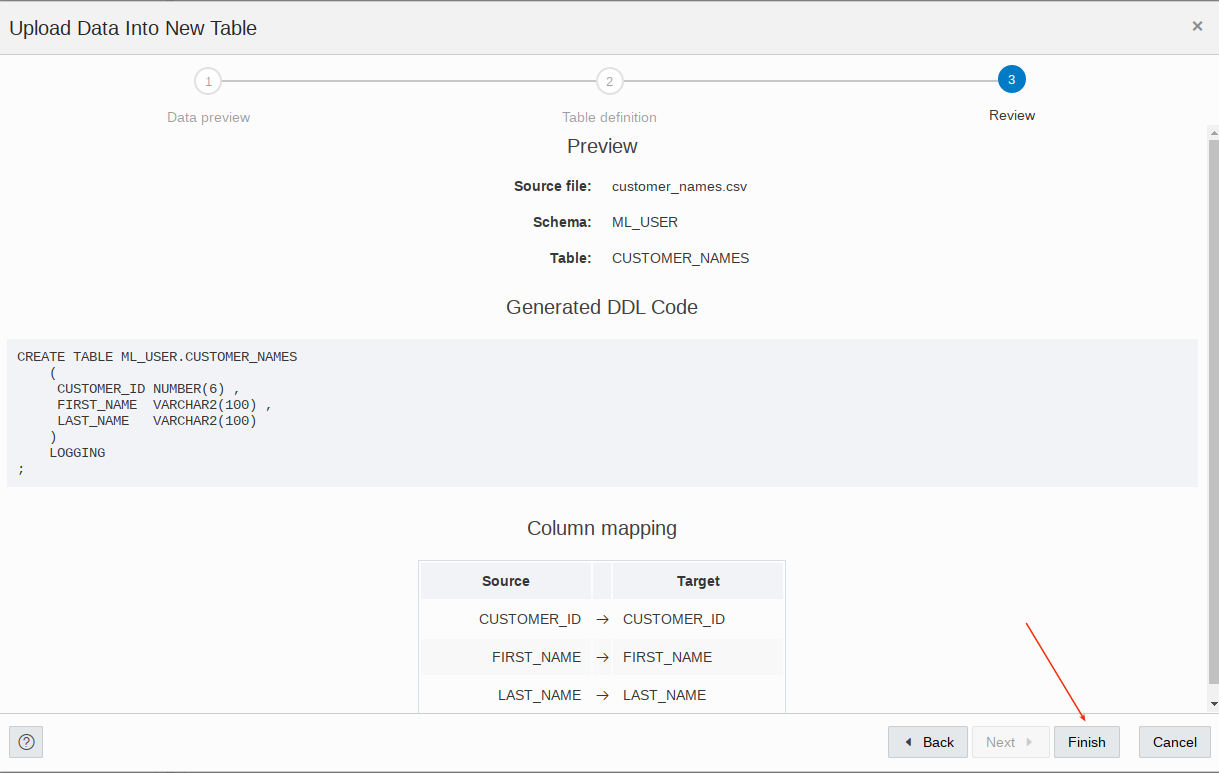 Upload Data Into New Table ×
1 2 3
Data preview Table definition Review
Preview
Source file: customer_names.csv
Schema: ML_USER
Table: CUSTOMER_NAMES
Generated DDL Code
CREATE TABLE ML_USER.CUSTOMER_NAMES
    (
     CUSTOMER_ID NUMBER(6) ,
     FIRST_NAME  VARCHAR2(100) ,
     LAST_NAME   VARCHAR2(100)
    )
    LOGGING
;
Column mapping
Source Target
CUSTOMER_ID → CUSTOMER_ID
FIRST_NAME → FIRST_NAME
LAST_NAME → LAST_NAME
? Back Next Finish Cancel